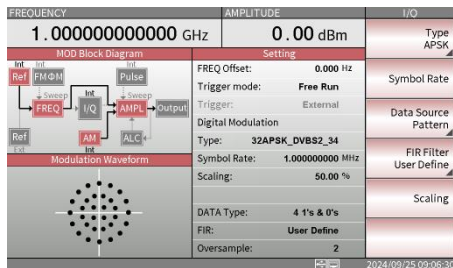 FREQUENCY
AMPLITUDE
I/Q
1.000000000000 GHz
0.00 dBm
MOD Block Diagram
Setting
Int Int Int
Ref FMΦM Pulse
Sweep Int Sweep
FREQ I/Q AMPL Output
Ref AM ALC
Ext Int
Modulation Waveform
FREQ Offset: 0.000 Hz
Trigger mode: Free Run
Trigger: External
Digital Modulation
Type: 32APSK_DVBS2_34
Symbol Rate: 1.000000000 MHz
Scaling: 50.00 %
DATA Type: 4 1's & 0's
FIR: User Define
Oversample: 2
Type
APSK
Symbol Rate
Data Source
Pattern
FIR Filter
User Define
Scaling
2024/09/25 09:06:30